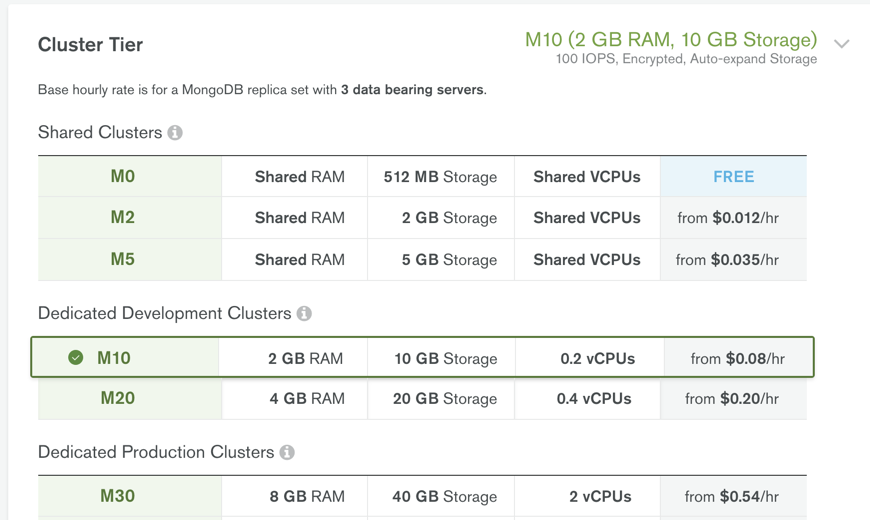 Cluster Tier
M10 (2 GB RAM, 10 GB Storage)
100 IOPS, Encrypted, Auto-expand Storage
Base hourly rate is for a MongoDB replica set with 3 data bearing servers.
Shared Clusters
M0 Shared RAM 512 MB Storage Shared VCPUs FREE
M2 Shared RAM 2 GB Storage Shared VCPUs from $0.012/hr
M5 Shared RAM 5 GB Storage Shared VCPUs from $0.035/hr
Dedicated Development Clusters
M10 2 GB RAM 10 GB Storage 0.2 vCPUs from $0.08/hr
M20 4 GB RAM 20 GB Storage 0.4 vCPUs from $0.20/hr
Dedicated Production Clusters
M30 8 GB RAM 40 GB Storage 2 vCPUs from $0.54/hr